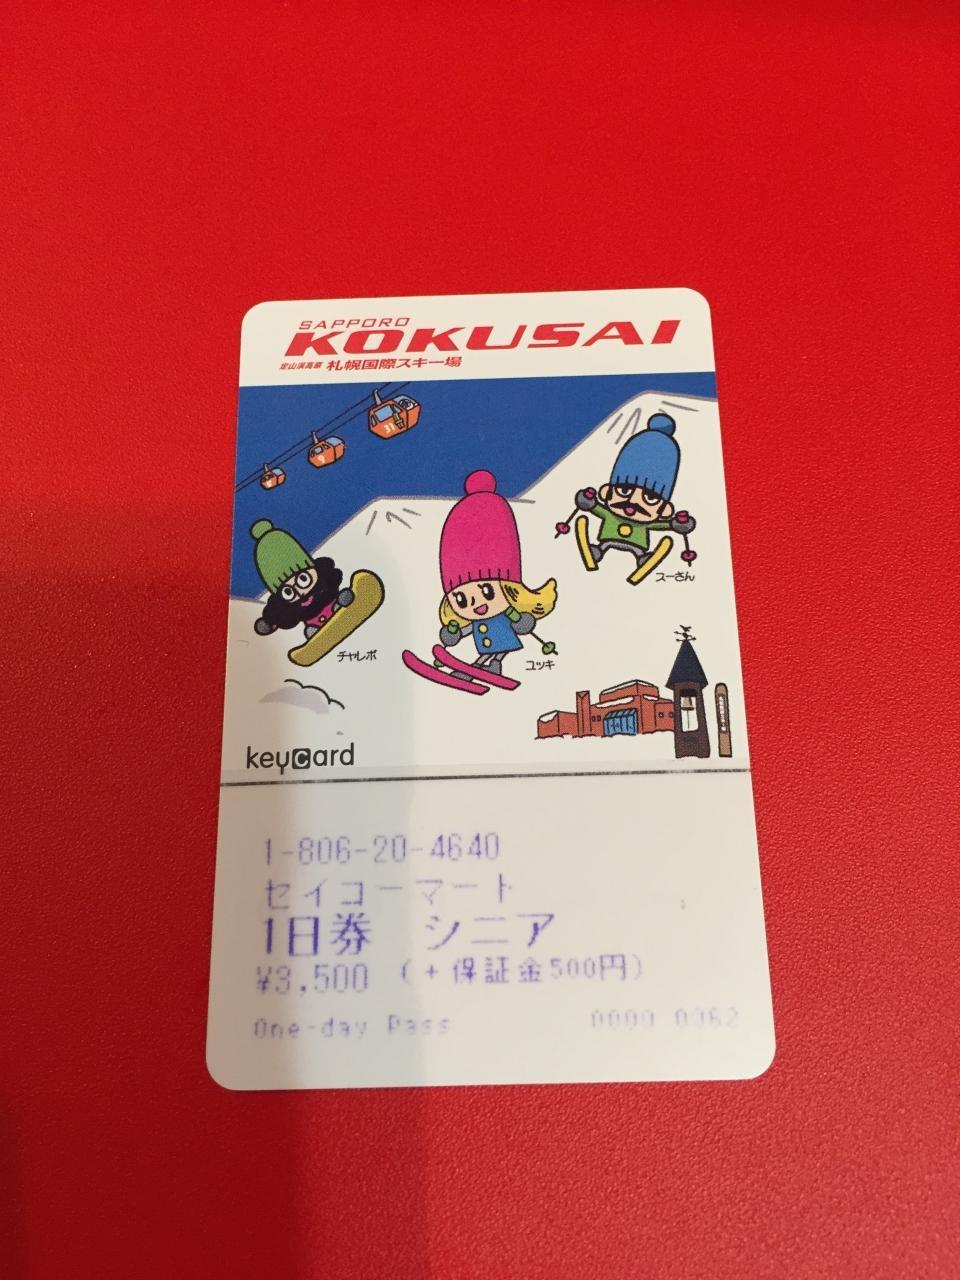 SAPPORO
KOKUSAI
定山渓高原 札幌国際スキー場
31
9
スーさん
チャレボ
ユッキ
keycard
1-806-20-4640
セイコーマート
1日券 シニア
¥3,500 (+保証金500円)
One-day Pass